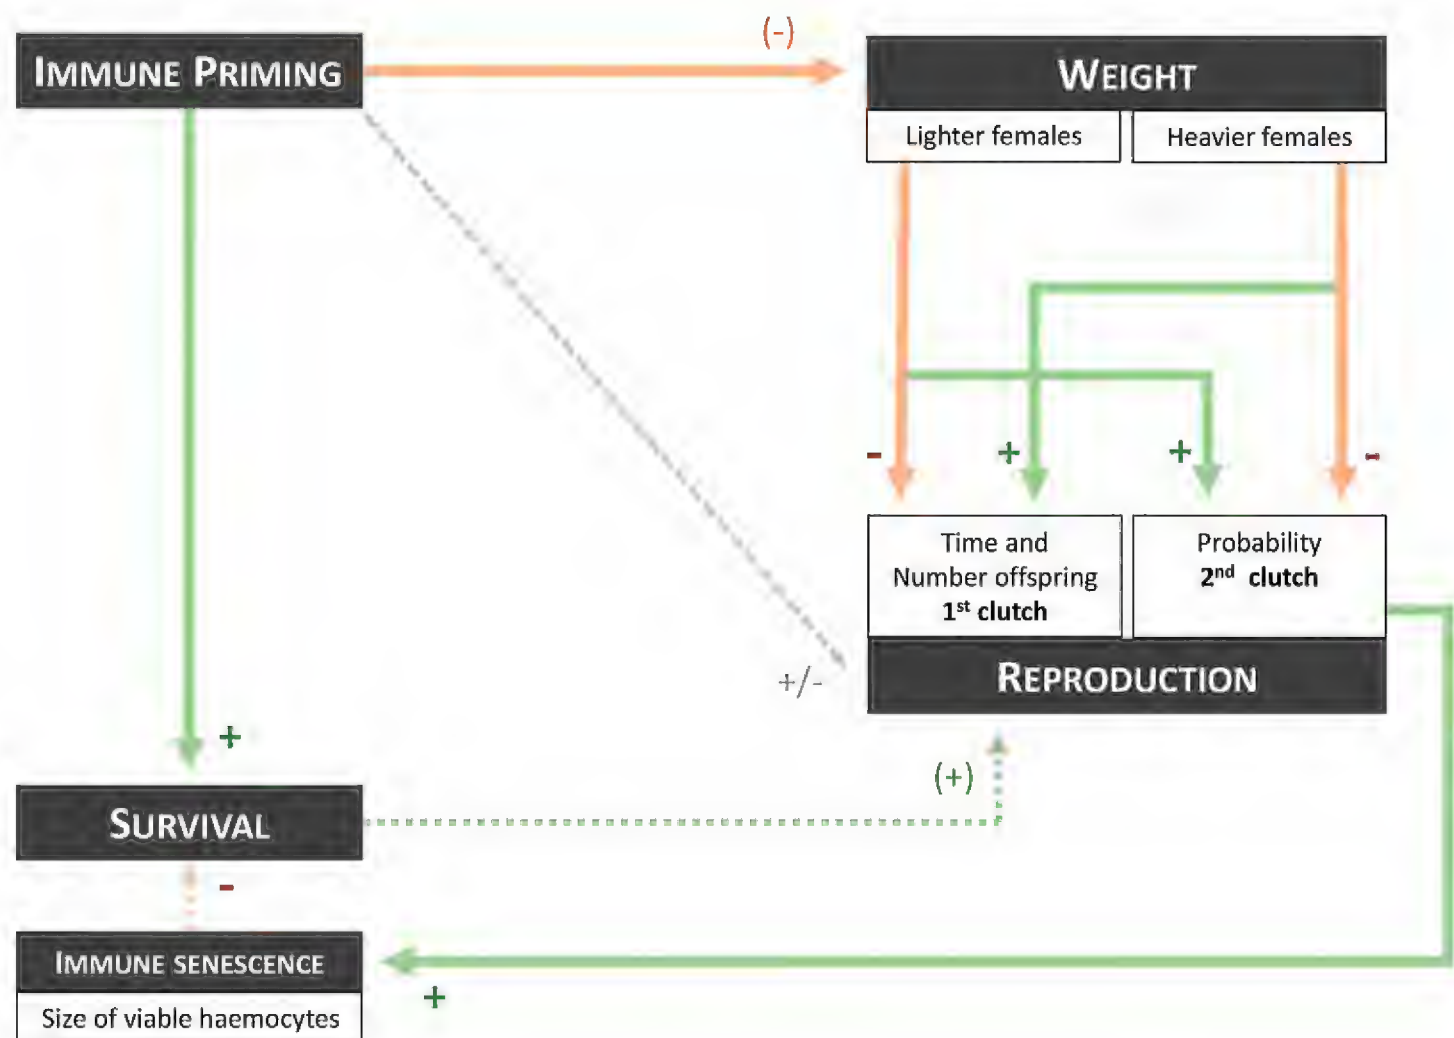 (-)
IMMUNE PRIMING
WEIGHT
Lighter females
Heavier females
-
+
+
-
Time and
Number offspring
1st clutch
Probability
2nd clutch
+/-
REPRODUCTION
+
(+)
SURVIVAL
-
IMMUNE SENESCENCE
+
Size of viable haemocytes